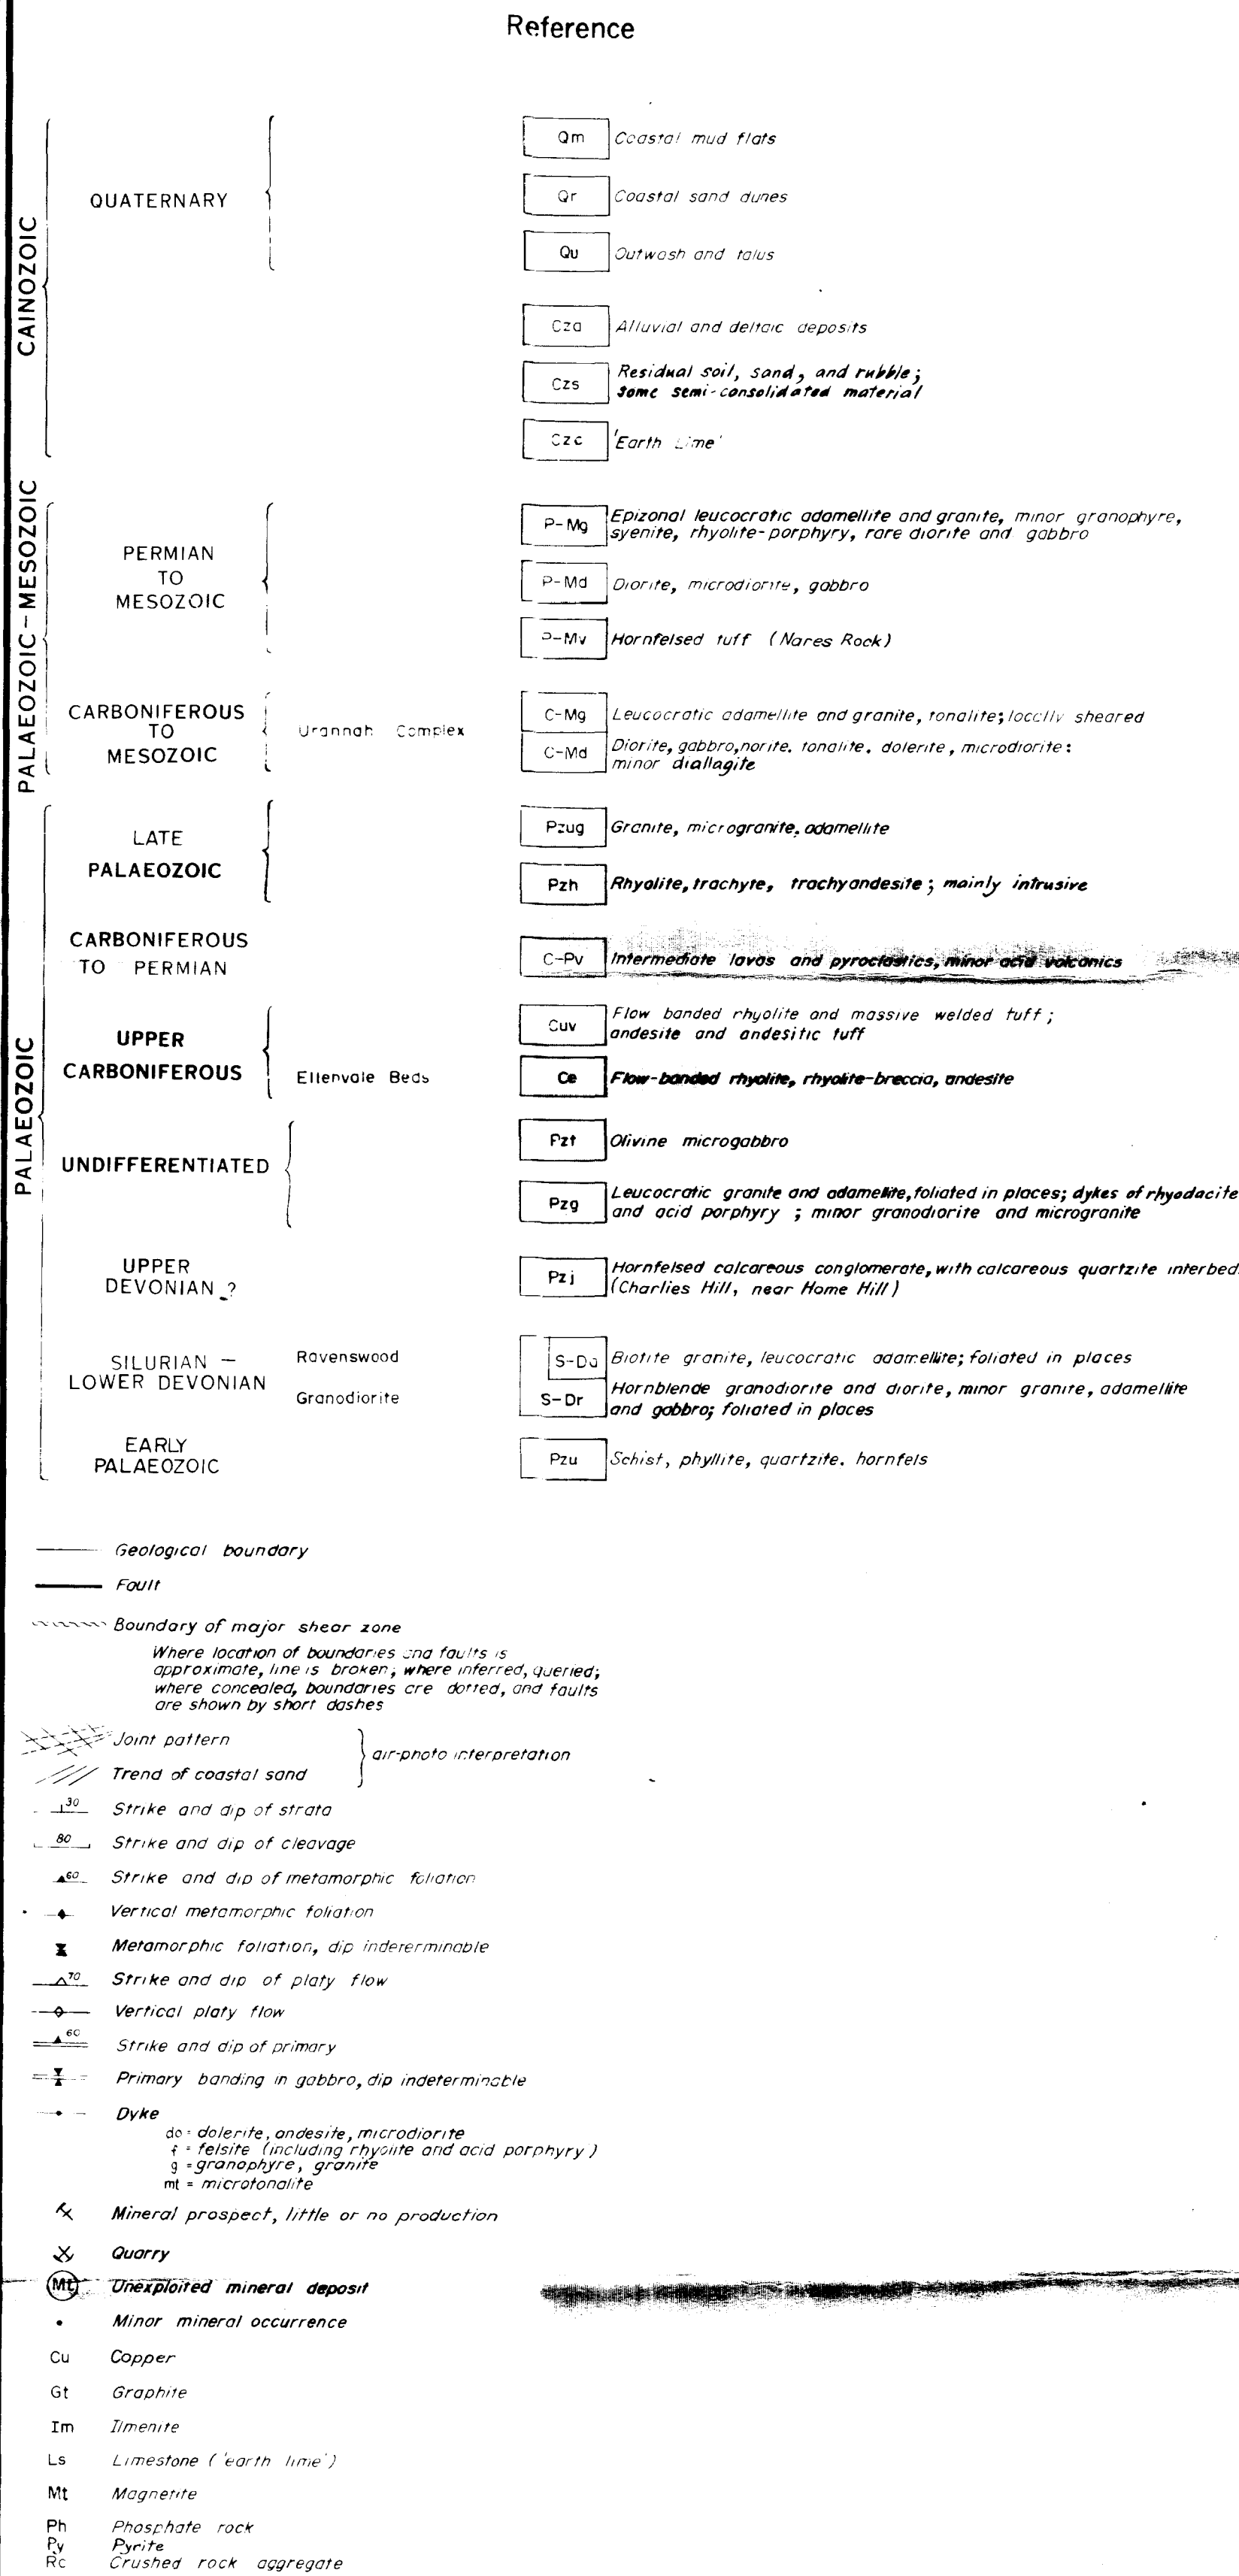 Reference
CAINOZOIC
QUATERNARY
Qm Coastal mud flats
Qr Coastal sand dunes
Qu Outwash and talus
Cza Alluvial and deltaic deposits
Czs Residual soil, sand, and rubble;
some semi-consolidated material
Czc 'Earth Lime'
PALAEOZOIC-MESOZOIC
PERMIAN
TO
MESOZOIC
P-Mg Epizonal leucocratic adamellite and granite, minor granophyre,
syenite, rhyolite-porphyry, rare diorite and gabbro
P-Md Diorite, microdiorite, gabbro
P-Mv Hornfelsed tuff (Nares Rock)
CARBONIFEROUS
TO
MESOZOIC
Urannah Complex
C-Mg Leucocratic adamellite and granite, tonalite; locally sheared
C-Md Diorite, gabbro, norite, tonalite, dolerite, microdiorite:
minor diallagite
PALAEOZOIC
LATE
PALAEOZOIC
Pzug Granite, microgranite, adamellite
Pzh Rhyolite, trachyte, trachyandesite; mainly intrusive
CARBONIFEROUS
TO PERMIAN
C-Pv Intermediate lavas and pyroclastics, minor acid volcanics
UPPER
CARBONIFEROUS
Cuv Flow banded rhyolite and massive welded tuff;
andesite and andesitic tuff
Ellenvale Beds
Ce Flow-banded rhyolite, rhyolite-breccia, andesite
UNDIFFERENTIATED
Pzt Olivine microgabbro
Pzg Leucocratic granite and adamellite, foliated in places; dykes of rhyodacite
and acid porphyry ; minor granodiorite and microgranite
UPPER
DEVONIAN ?
Pzj Hornfelsed calcareous conglomerate, with calcareous quartzite interbed
(Charlies Hill, near Home Hill)
SILURIAN -
LOWER DEVONIAN
Ravenswood
Granodiorite
S-Da Biotite granite, leucocratic adamellite; foliated in places
S-Dr Hornblende granodiorite and diorite, minor granite, adamellite
and gabbro; foliated in places
EARLY
PALAEOZOIC
Pzu Schist, phyllite, quartzite, hornfels
Geological boundary
Fault
Boundary of major shear zone
Where location of boundaries and faults is
approximate, line is broken; where inferred, queried;
where concealed, boundaries are dotted, and faults
are shown by short dashes
Joint pattern
air-photo interpretation
Trend of coastal sand
30 Strike and dip of strata
80 Strike and dip of cleavage
60 Strike and dip of metamorphic foliation
Vertical metamorphic foliation
Metamorphic foliation, dip indeterminable
70 Strike and dip of platy flow
Vertical platy flow
60 Strike and dip of primary
Primary banding in gabbro, dip indeterminable
Dyke
do = dolerite, andesite, microdiorite
f = felsite (including rhyolite and acid porphyry)
g = granophyre, granite
mt = microtonalite
Mineral prospect, little or no production
Quarry
Mt Unexploited mineral deposit
Minor mineral occurrence
Cu Copper
Gt Graphite
Im Ilmenite
Ls Limestone ('earth lime')
Mt Magnetite
Ph Phosphate rock
Py Pyrite
Rc Crushed rock aggregate